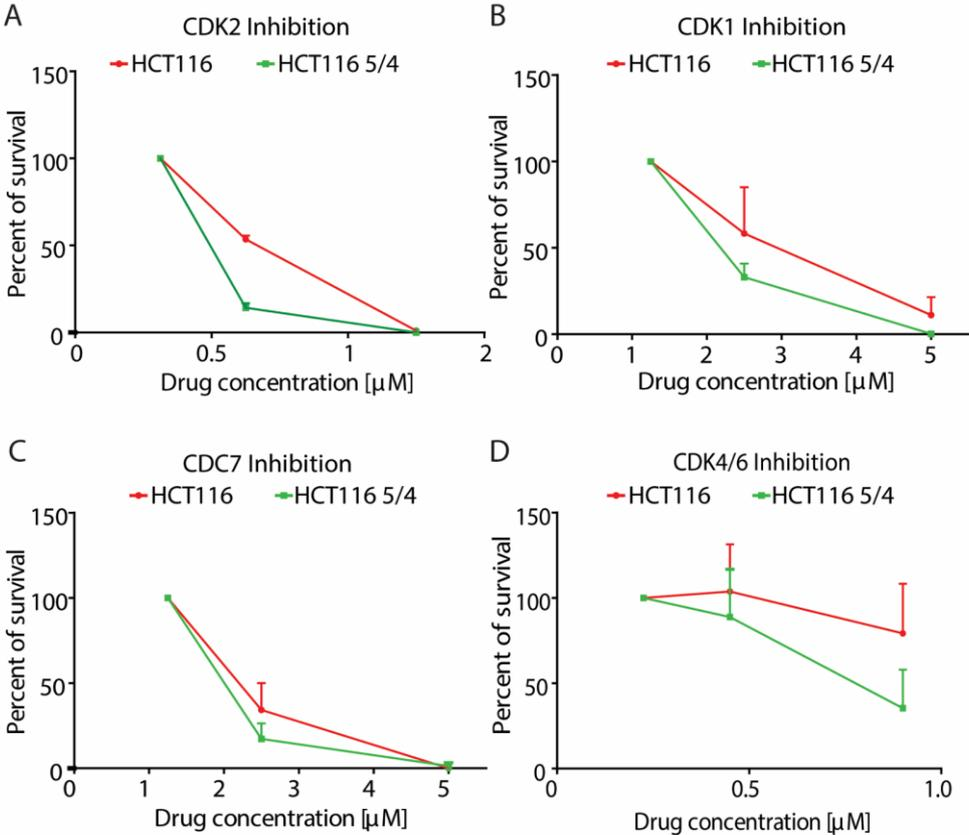 A
CDK2 Inhibition
HCT116 HCT116 5/4
150
100
50
0
Percent of survival
0 0.5 1 2
Drug concentration [µM]
B
CDK1 Inhibition
HCT116 HCT116 5/4
150
100
50
0
Percent of survival
0 1 2 3 4 5
Drug concentration [µM]
C
CDC7 Inhibition
HCT116 HCT116 5/4
150
100
50
0
Percent of survival
0 1 2 3 4 5
Drug concentration [µM]
D
CDK4/6 Inhibition
HCT116 HCT116 5/4
150
100
50
0
Percent of survival
0 0.5 1.0
Drug concentration [µM]